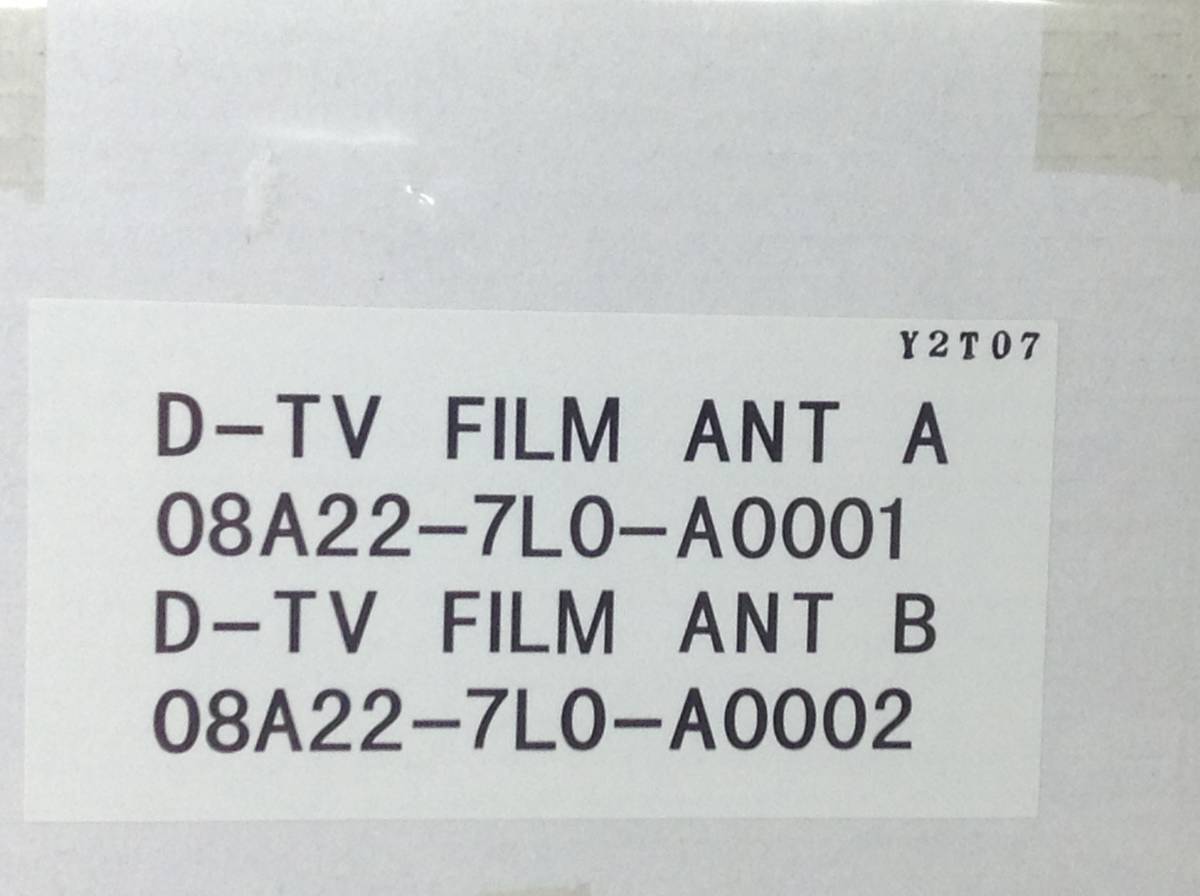 Y2T07
D-TV FILM ANT A
08A22-7L0-A0001
D-TV FILM ANT B
08A22-7L0-A0002